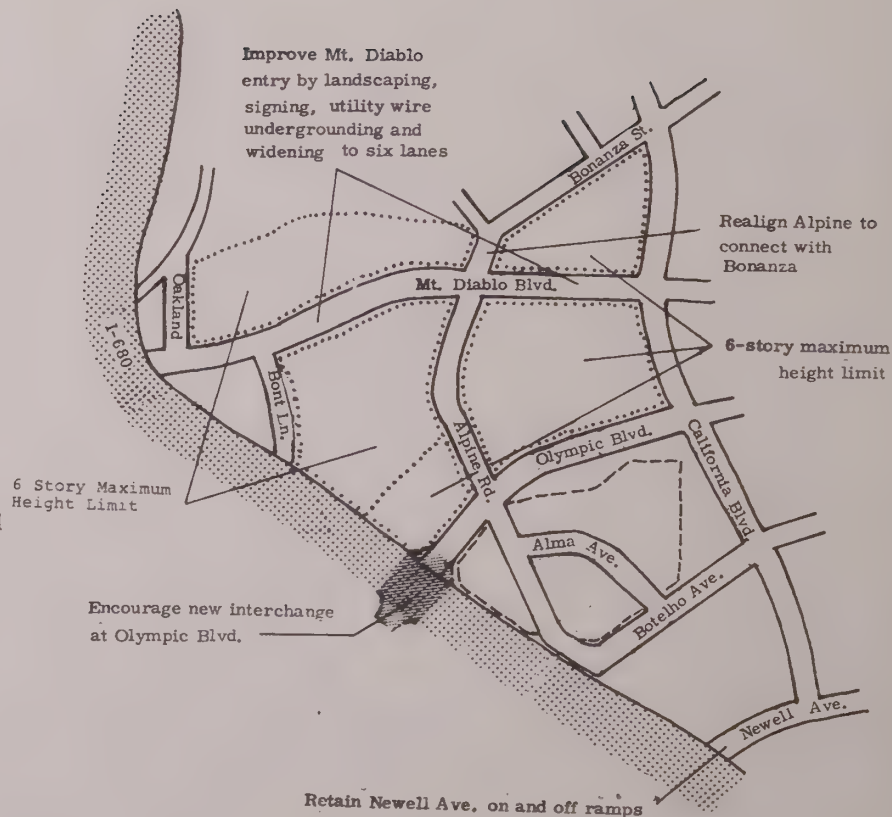 Improve Mt. Diablo
entry by landscaping,
signing, utility wire
undergrounding and
widening to six lanes
Bonanza St.
Realign Alpine to
connect with
Bonanza
Oakland
Mt. Diablo Blvd.
I-680
6-story maximum
height limit
Bont Ln.
Alpine Rd
Olympic Blvd.
California Blvd
6 Story Maximum
Height Limit
Alma Ave.
Botelho Ave.
Encourage new interchange
at Olympic Blvd.
Newell Ave.
Retain Newell Ave. on and off ramps